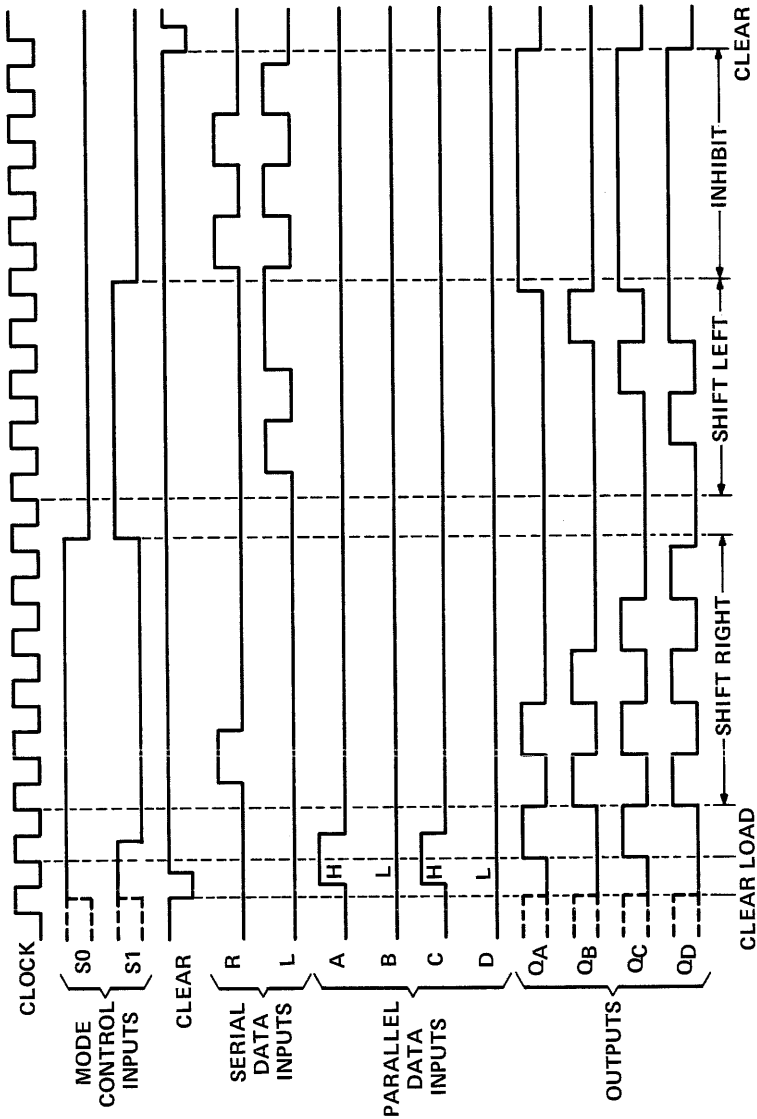 CLOCK
MODE
CONTROL
INPUTS
S0
S1
CLEAR
SERIAL
DATA
INPUTS
R
L
PARALLEL
DATA
INPUTS
A
B
C
D
H
L
H
L
OUTPUTS
QA
QB
QC
QD
SHIFT RIGHT
SHIFT LEFT
INHIBIT
CLEAR LOAD
CLEAR